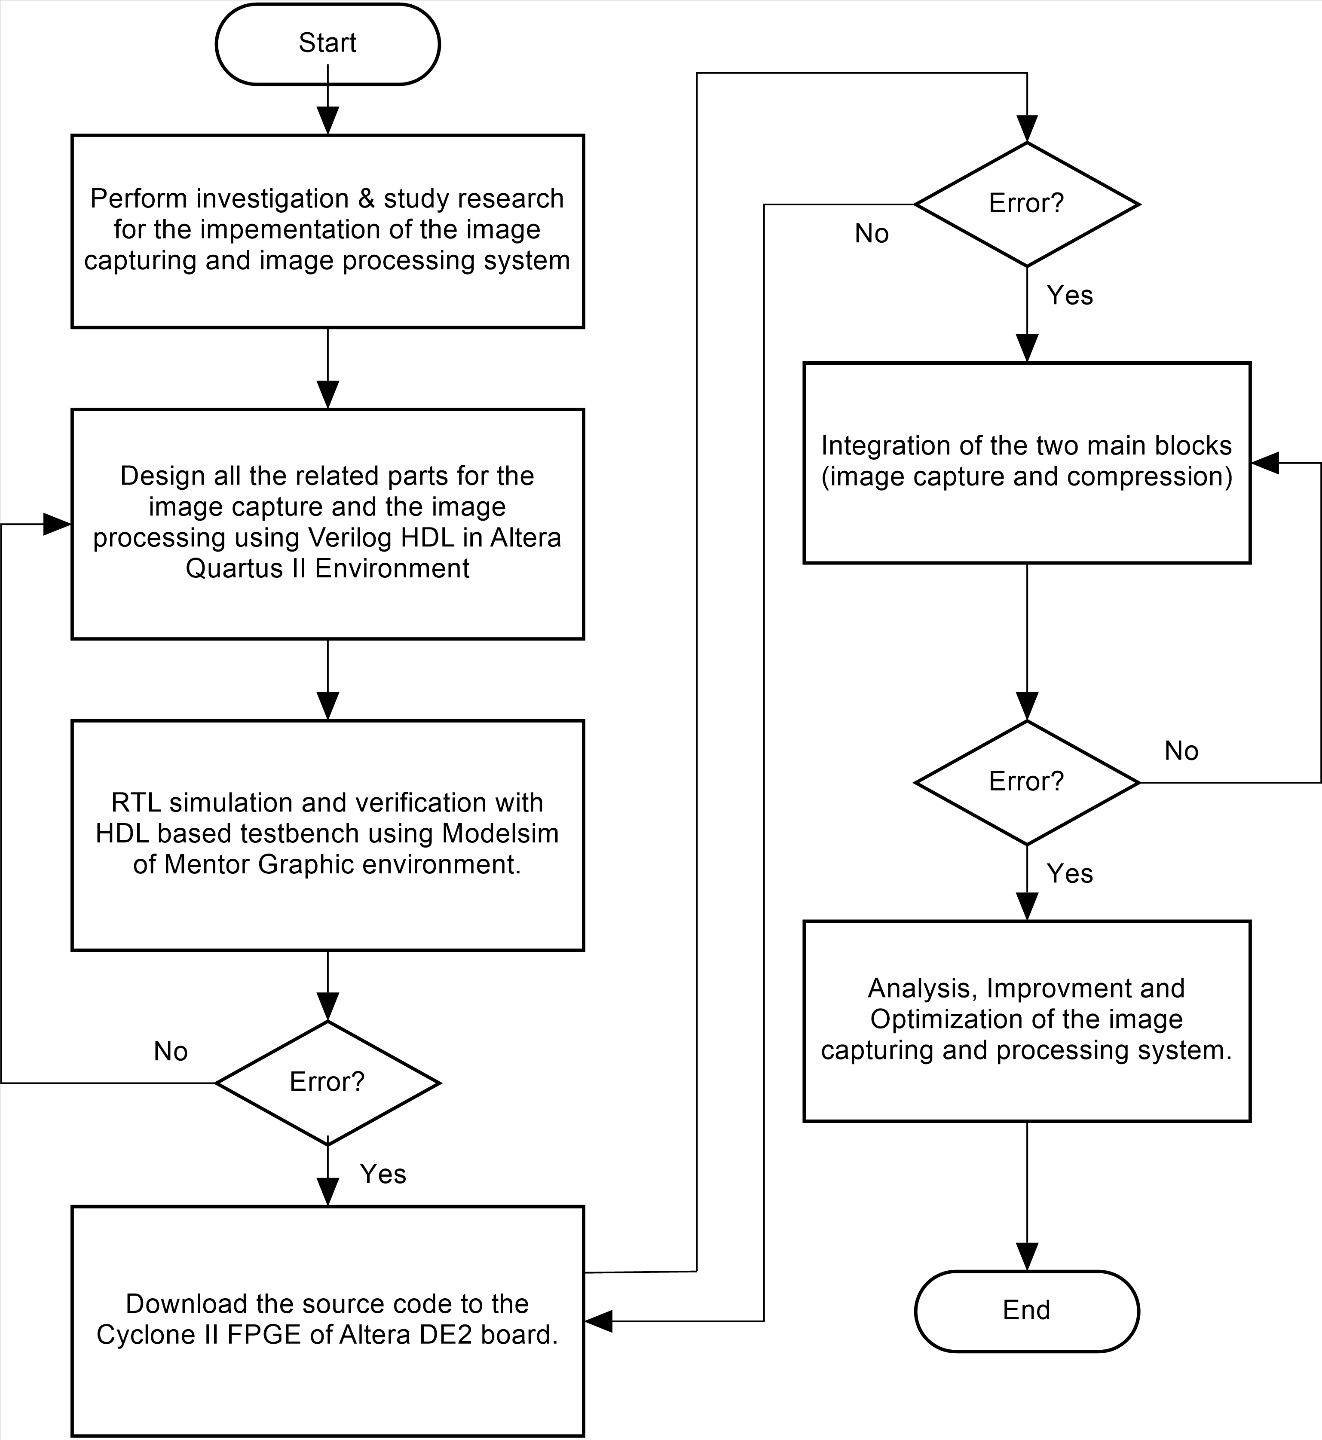 Start
Perform investigation & study research
for the impementation of the image
capturing and image processing system
Design all the related parts for the
image capture and the image
processing using Verilog HDL in Altera
Quartus II Environment
RTL simulation and verification with
HDL based testbench using Modelsim
of Mentor Graphic environment.
No
Error?
Yes
Download the source code to the
Cyclone II FPGE of Altera DE2 board.
Error?
No
Yes
Integration of the two main blocks
(image capture and compression)
No
Error?
Yes
Analysis, Improvment and
Optimization of the image
capturing and processing system.
End